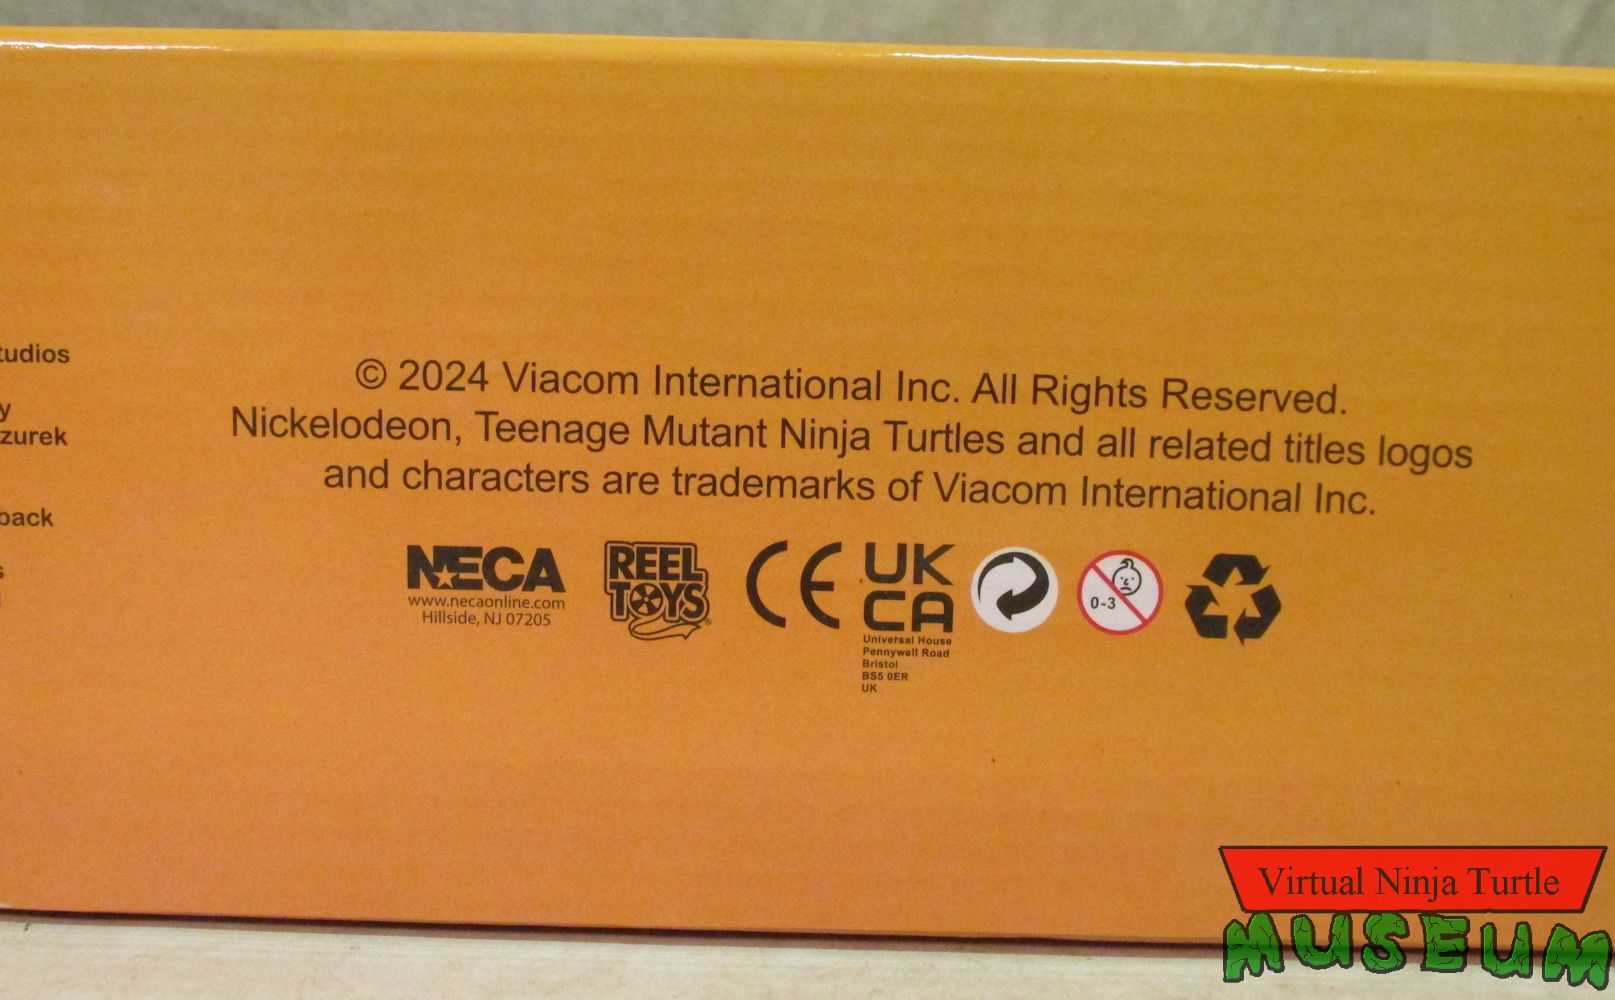 tudios
y
zurek
back
s
© 2024 Viacom International Inc. All Rights Reserved.
Nickelodeon, Teenage Mutant Ninja Turtles and all related titles logos
and characters are trademarks of Viacom International Inc.
NECA
www.necaonline.com
Hillside, NJ 07205
REEL
TOYS®
CE
UK
CA
Universal House
Pennywell Road
Bristol
BS5 0ER
UK
0-3
Virtual Ninja Turtle
MUSEUM